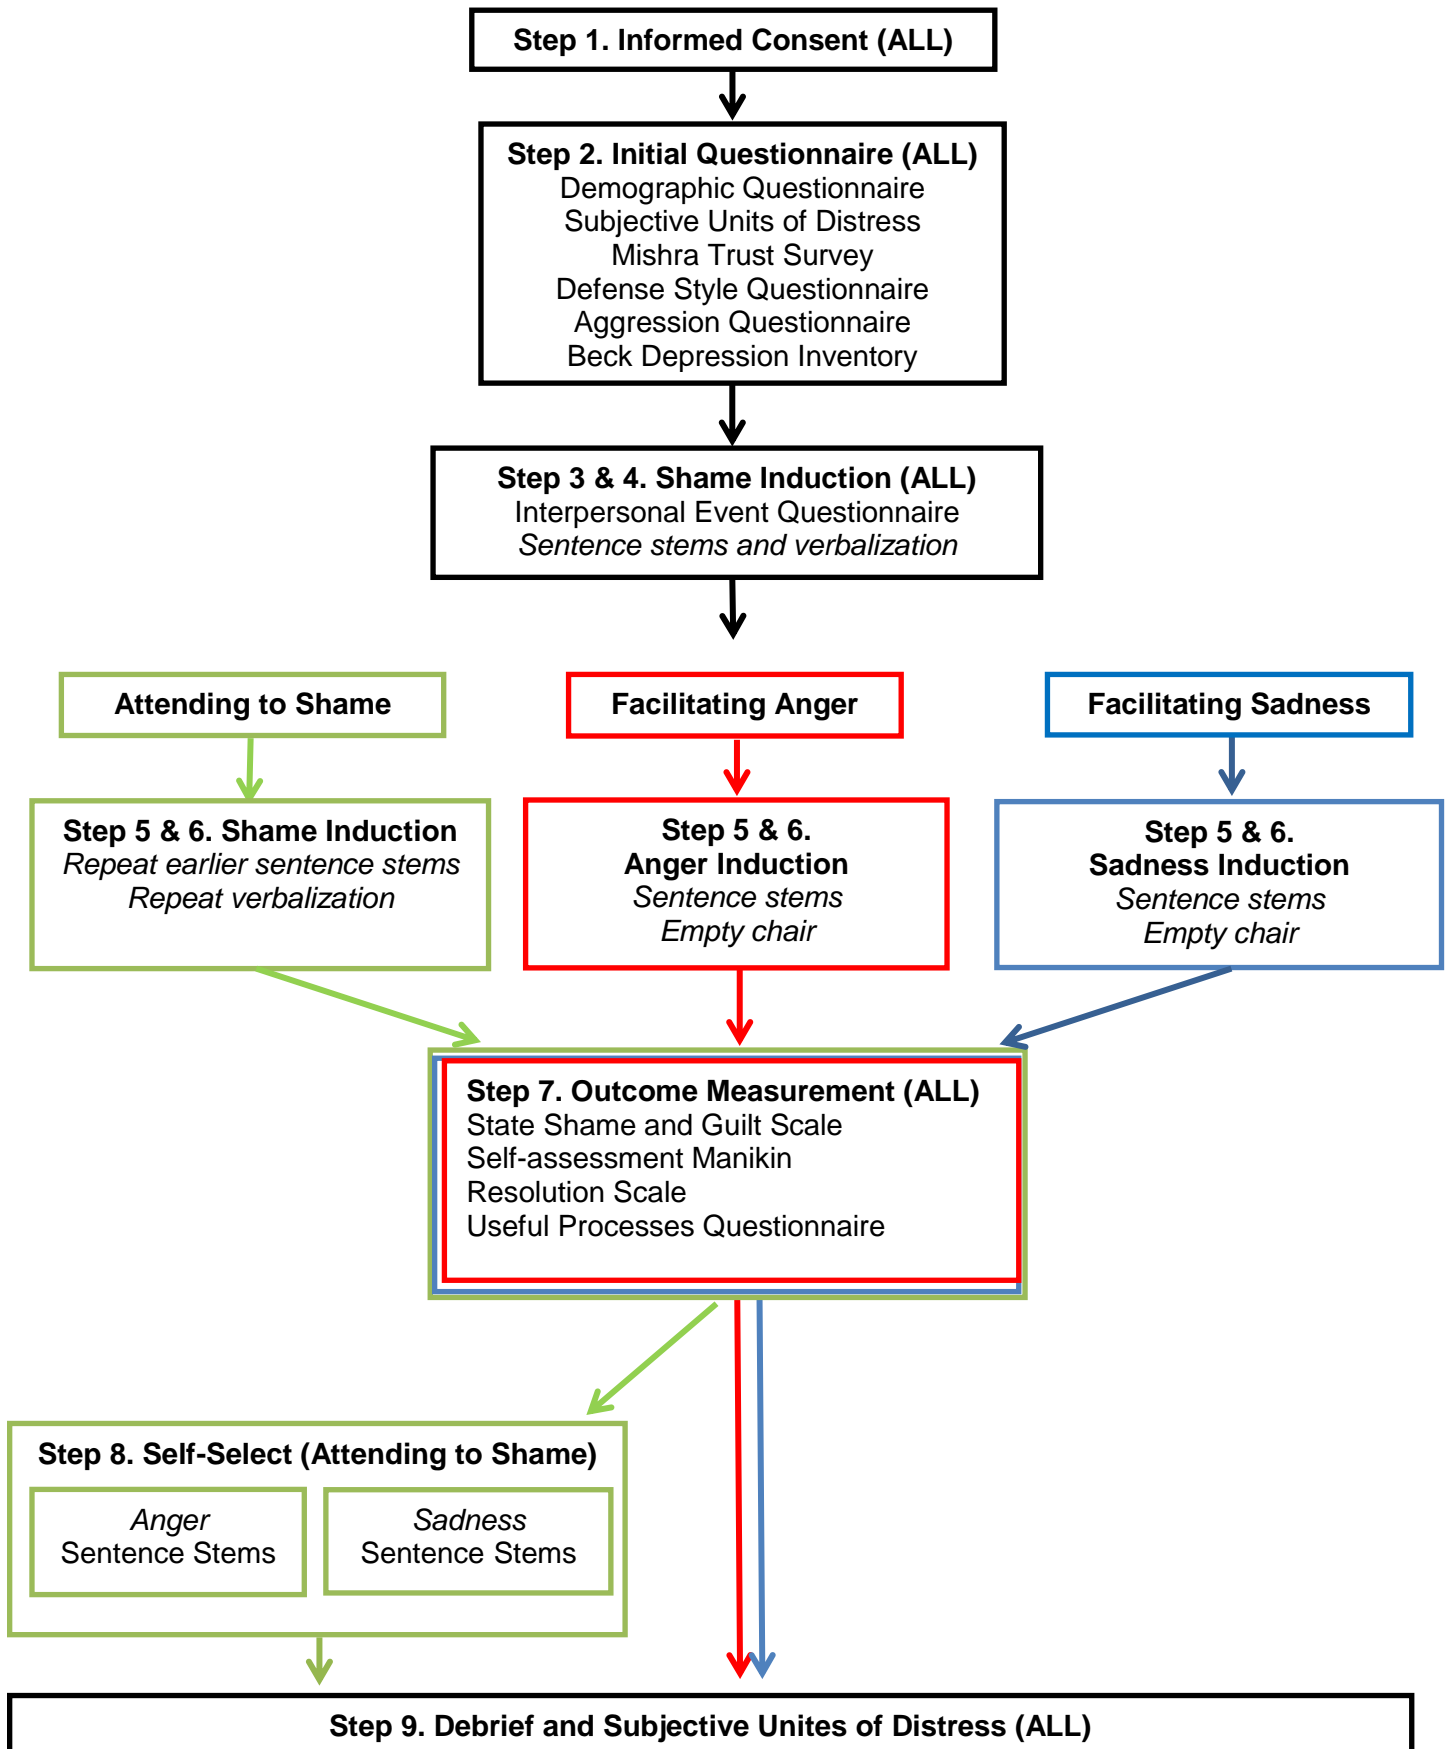 Step 1. Informed Consent (ALL)
Step 2. Initial Questionnaire (ALL)
Demographic Questionnaire
Subjective Units of Distress
Mishra Trust Survey
Defense Style Questionnaire
Aggression Questionnaire
Beck Depression Inventory
Step 3 & 4. Shame Induction (ALL)
Interpersonal Event Questionnaire
Sentence stems and verbalization
Attending to Shame
Facilitating Anger
Facilitating Sadness
Step 5 & 6. Shame Induction
Repeat earlier sentence stems
Repeat verbalization
Step 5 & 6.
Anger Induction
Sentence stems
Empty chair
Step 5 & 6.
Sadness Induction
Sentence stems
Empty chair
Step 7. Outcome Measurement (ALL)
State Shame and Guilt Scale
Self-assessment Manikin
Resolution Scale
Useful Processes Questionnaire
Step 8. Self-Select (Attending to Shame)
Anger
Sentence Stems
Sadness
Sentence Stems
Step 9. Debrief and Subjective Unites of Distress (ALL)